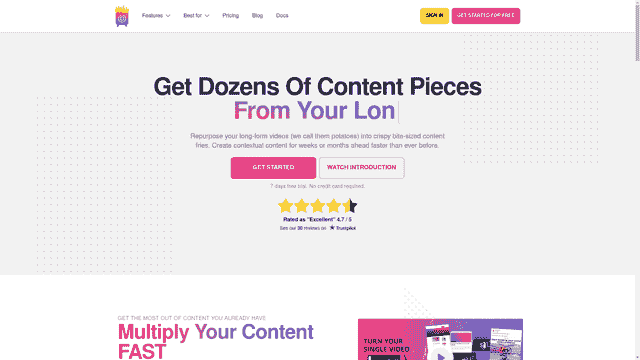 Features
Best for
Pricing
Blog
Docs
SIGN IN
GET STARTED FOR FREE
Get Dozens Of Content Pieces
From Your Lon
Repurpose your long-form videos (we call them potatoes) into crispy bite-sized content
fries. Create contextual content for weeks or months ahead faster than ever before.
GET STARTED
WATCH INTRODUCTION
7 days free trial. No credit card required.
Rated as "Excellent" 4.7 / 5
See our 30 reviews on Trustpilot
GET THE MOST OUT OF CONTENT YOU ALREADY HAVE
Multiply Your Content
FAST
TURN YOUR
SINGLE VIDEO